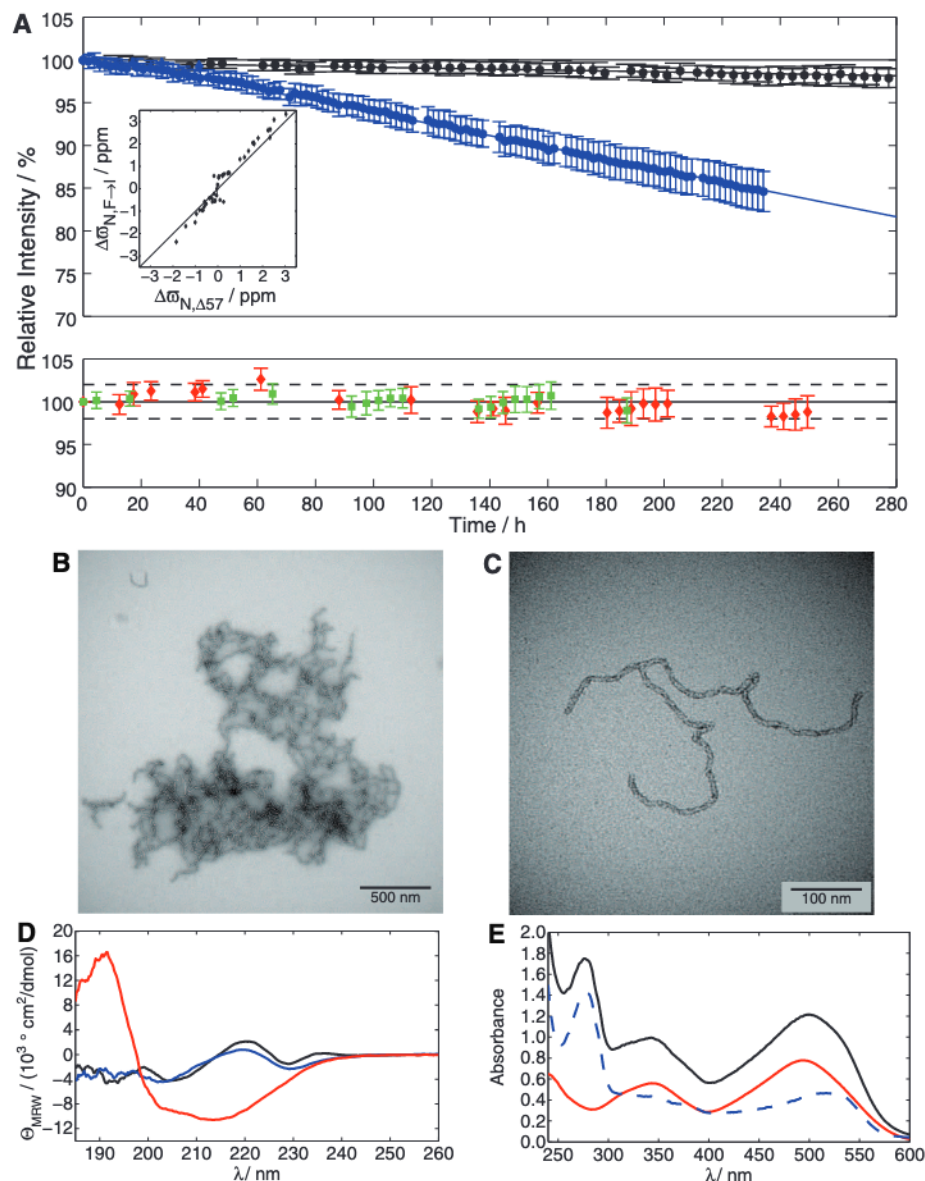 A
Relative Intensity / %
105
100
95
90
85
80
75
70
Δϖ N,F→I / ppm
3
2
1
0
−1
−2
−3
−3 −2 −1 0 1 2 3
Δϖ N,Δ57 / ppm
105
100
95
90
0 20 40 60 80 100 120 140 160 180 200 220 240 260 280
Time / h
B
500 nm
C
100 nm
D
Θ MRW / (10³ ° cm²/dmol)
16
12
8
4
0
−4
−8
−12
190 200 210 220 230 240 250 260
λ/ nm
E
Absorbance
2.0
1.8
1.6
1.4
1.2
1.0
0.8
0.6
0.4
0.2
0.0
250 300 350 400 450 500 550 600
λ/ nm